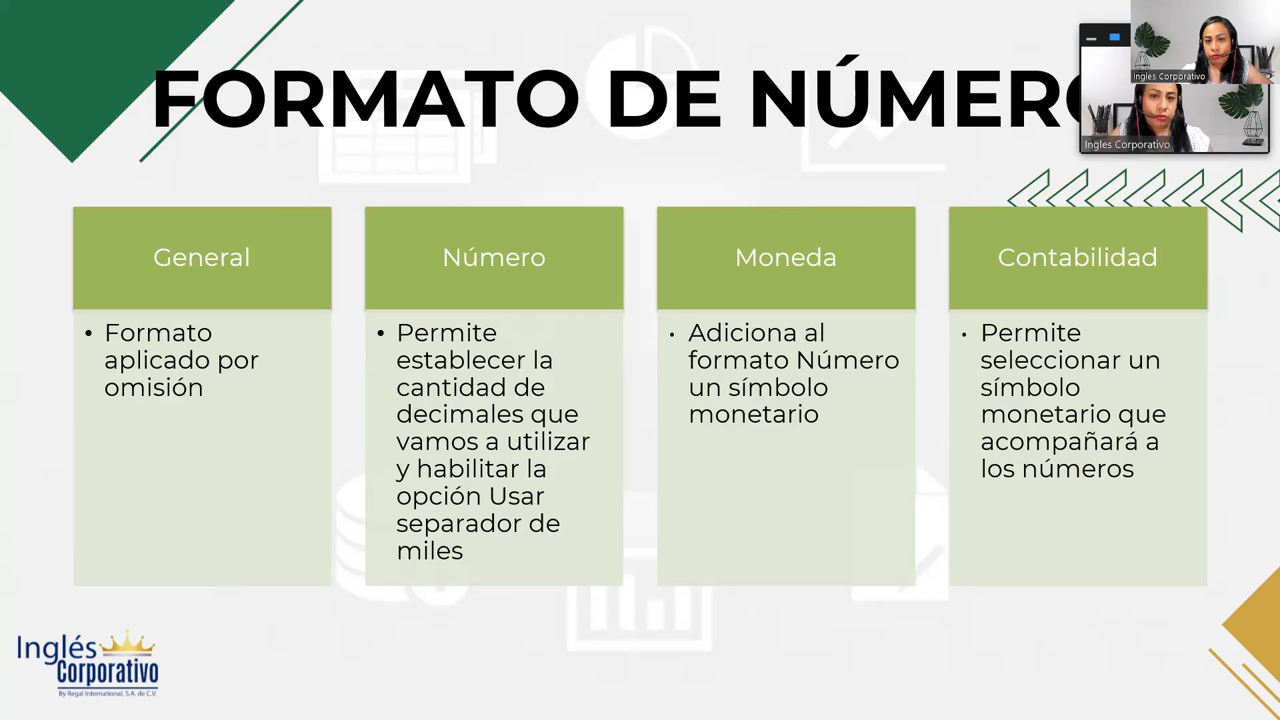 FORMATO DE NÚMERO
Inglés Corporativo
Inglés Corporativo
General
Formato
aplicado por
omisión
Número
Permite
establecer la
cantidad de
decimales que
vamos a utilizar
y habilitar la
opción Usar
separador de
miles
Moneda
Adiciona al
formato Número
un símbolo
monetario
Contabilidad
Permite
seleccionar un
símbolo
monetario que
acompañará a
los números
Inglés
Corporativo
By Regal International, S.A. de C.V.